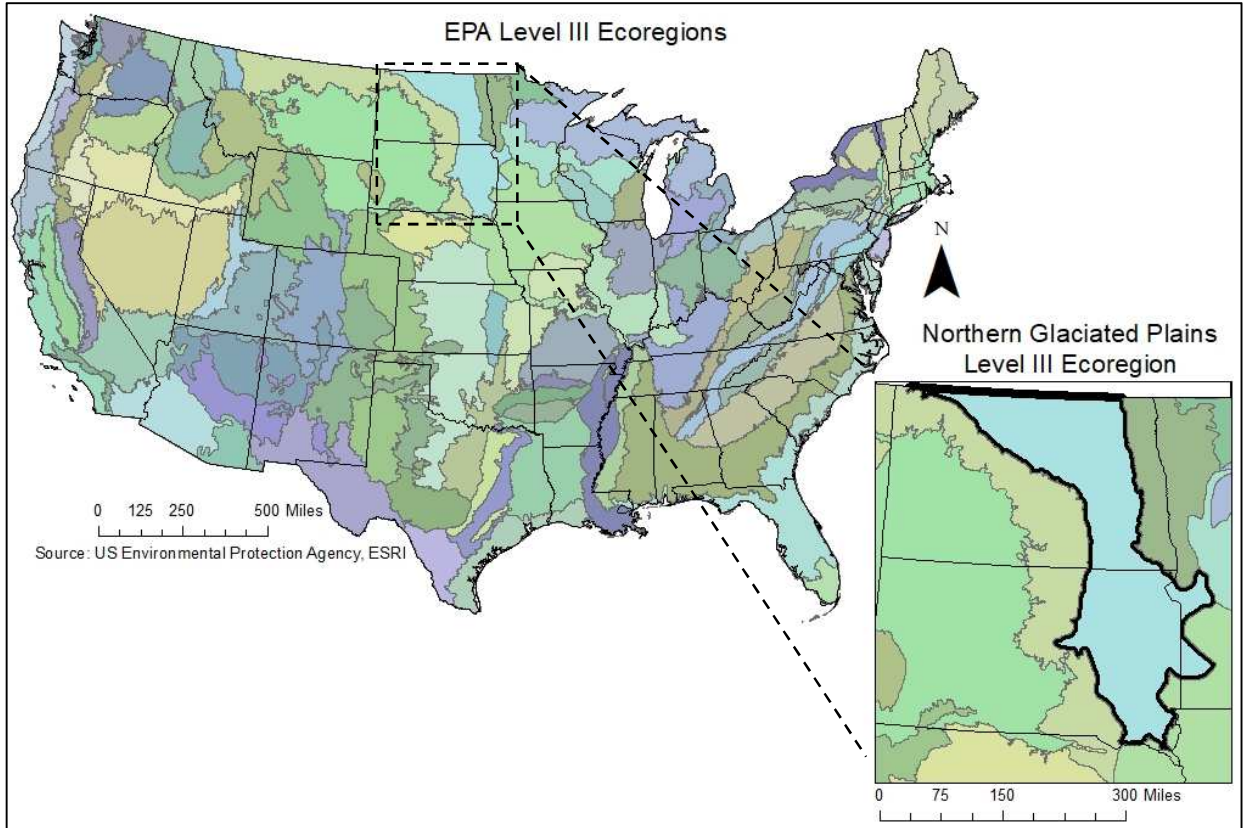 EPA Level III Ecoregions
N
Northern Glaciated Plains
Level III Ecoregion
0 125 250 500 Miles
Source: US Environmental Protection Agency, ESRI
0 75 150 300 Miles